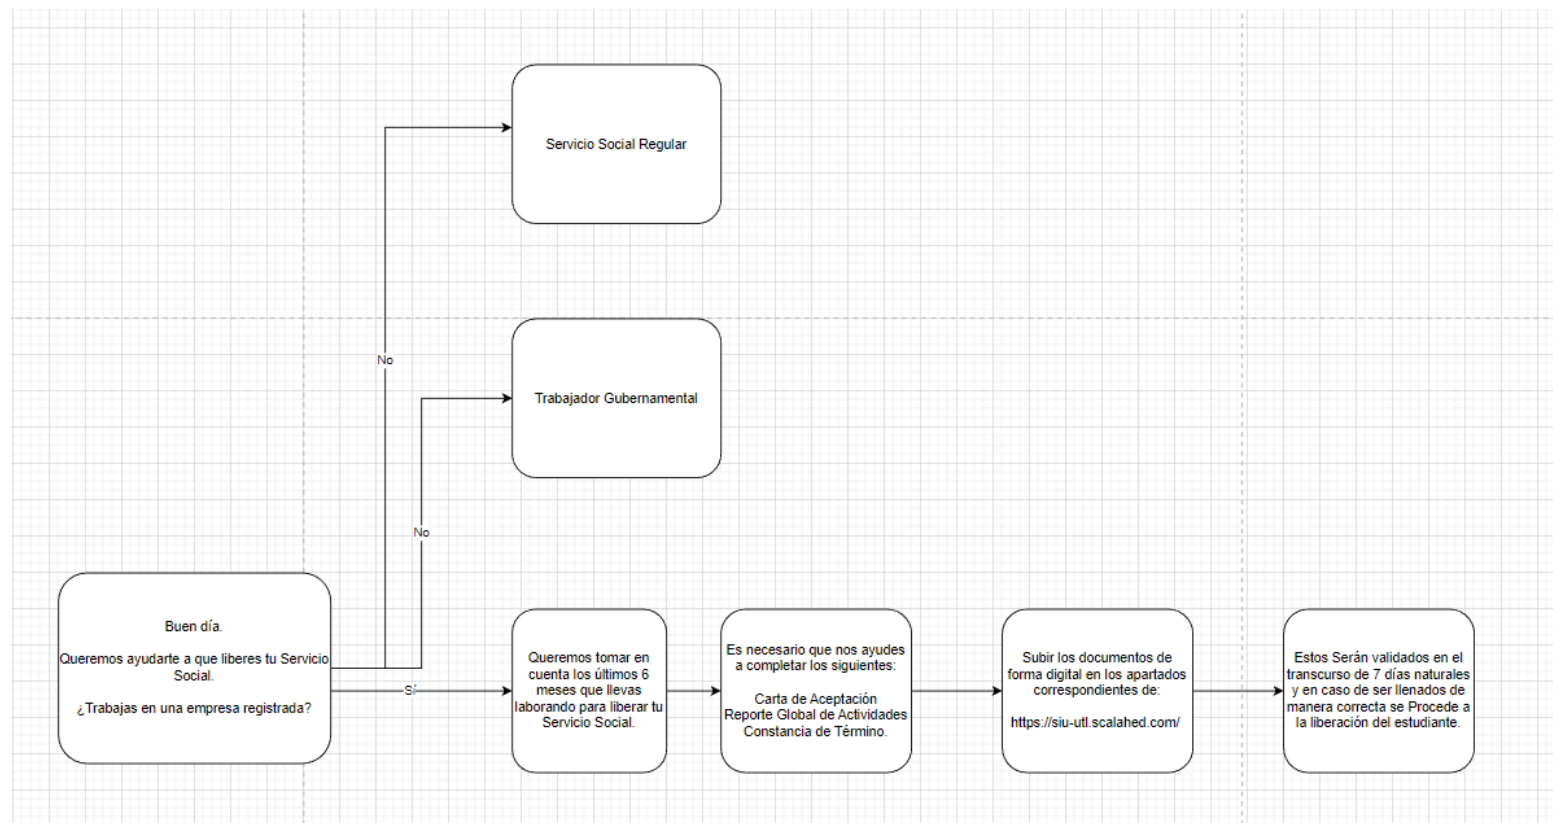 Servicio Social Regular
No
Trabajador Gubernamental
No
Buen día.
Queremos ayudarte a que liberes tu Servicio
Social.
¿Trabajas en una empresa registrada?
Sí
Queremos tomar en
cuenta los últimos 6
meses que llevas
laborando para liberar tu
Servicio Social.
Es necesario que nos ayudes
a completar los siguientes:
Carta de Aceptación
Reporte Global de Actividades
Constancia de Término.
Subir los documentos de
forma digital en los apartados
correspondientes de:
https://siu-utl.scalahed.com/
Estos Serán validados en el
transcurso de 7 días naturales
y en caso de ser llenados de
manera correcta se Procede a
la liberación del estudiante.